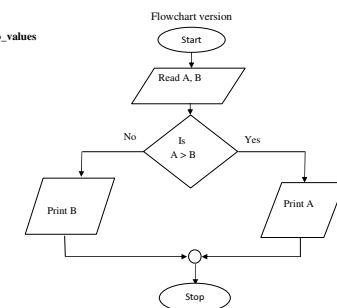 Flowchart version
_values
Start
Read A, B
No
Is
A > B
Yes
Print B
Print A
Stop